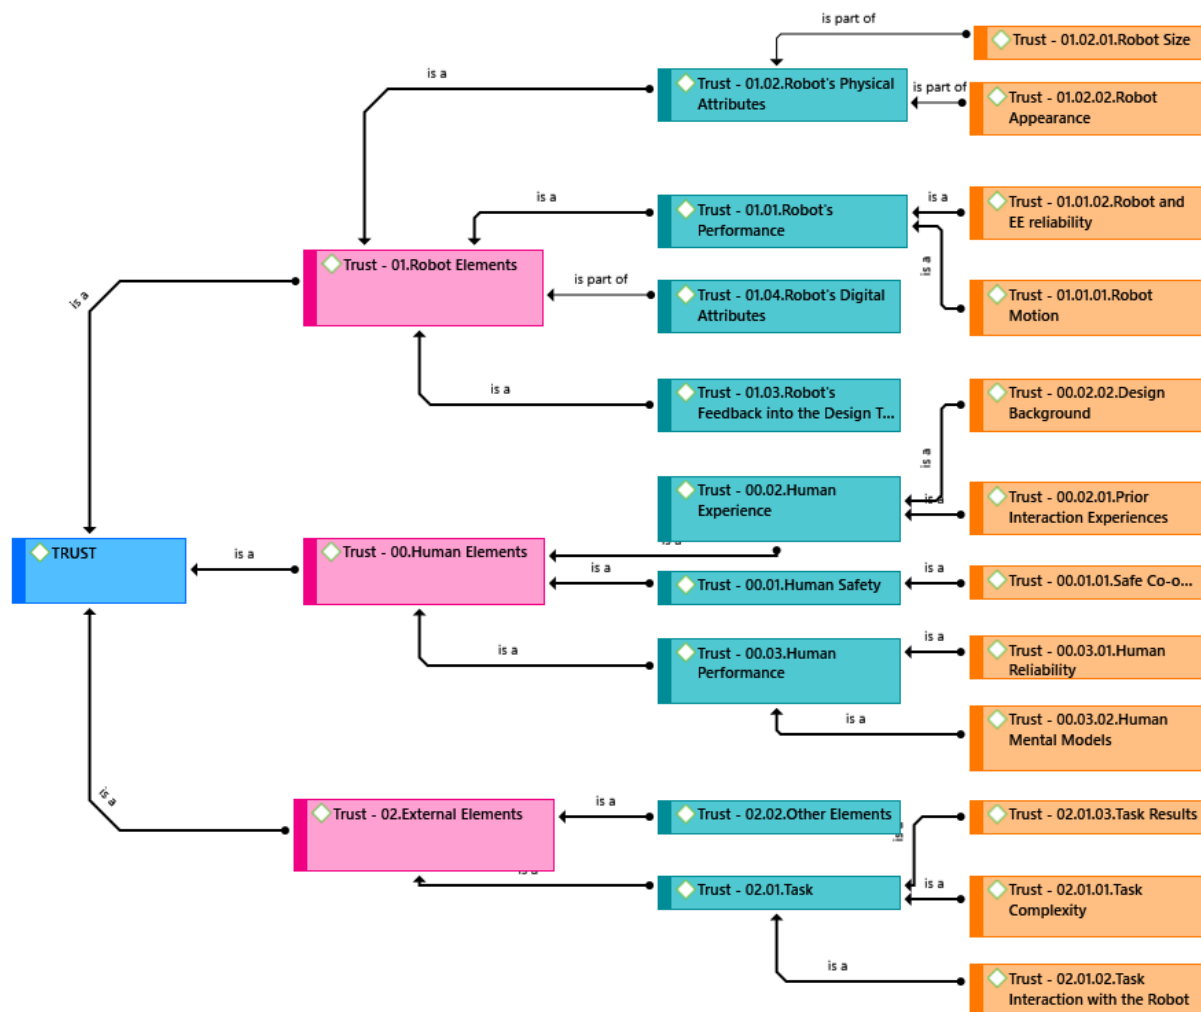 is part of
Trust - 01.02.01.Robot Size
is a
Trust - 01.02.Robot's Physical
Attributes
is part of
Trust - 01.02.02.Robot
Appearance
is a
Trust - 01.01.Robot's
Performance
is a
Trust - 01.01.02.Robot and
EE reliability
is a
Trust - 01.Robot Elements
is part of
Trust - 01.04.Robot's Digital
Attributes
Trust - 01.01.01.Robot
Motion
is a
is a
Trust - 01.03.Robot's
Feedback into the Design T...
Trust - 00.02.02.Design
Background
is a
Trust - 00.02.Human
Experience
is a
Trust - 00.02.01.Prior
Interaction Experiences
TRUST
is a
Trust - 00.Human Elements
is a
is a
Trust - 00.01.Human Safety
is a
Trust - 00.01.01.Safe Co-o...
is a
Trust - 00.03.Human
Performance
is a
Trust - 00.03.01.Human
Reliability
is a
Trust - 00.03.02.Human
Mental Models
is a
Trust - 02.External Elements
is a
Trust - 02.02.Other Elements
is a
Trust - 02.01.03.Task Results
is a
Trust - 02.01.Task
is a
Trust - 02.01.01.Task
Complexity
is a
Trust - 02.01.02.Task
Interaction with the Robot